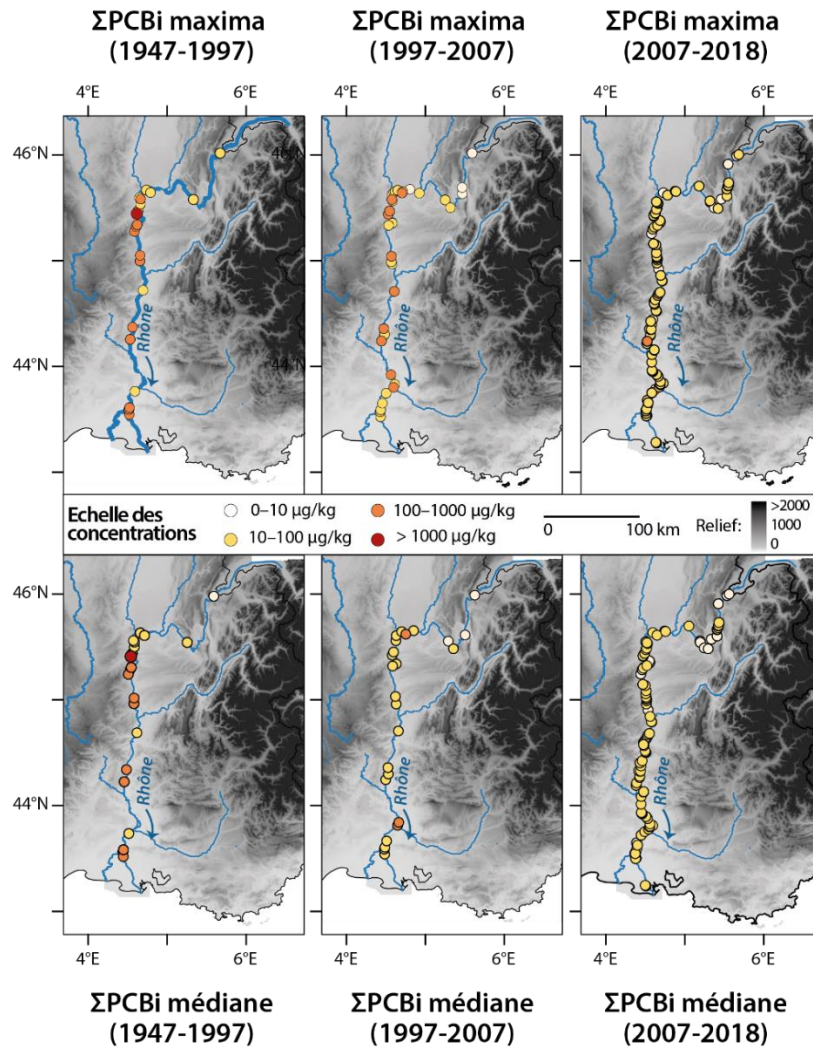 ΣPCBi maxima
(1947-1997)
ΣPCBi maxima
(1997-2007)
ΣPCBi maxima
(2007-2018)
4°E
6°E
4°E
6°E
4°E
6°E
46°N
46°N
44°N
44°N
Rhône
Rhône
Rhône
Echelle des
concentrations
0–10 µg/kg
100–1000 µg/kg
10–100 µg/kg
> 1000 µg/kg
0
100 km
Relief:
>2000
1000
0
46°N
44°N
Rhône
Rhône
Rhône
4°E
6°E
4°E
6°E
4°E
6°E
ΣPCBi médiane
(1947-1997)
ΣPCBi médiane
(1997-2007)
ΣPCBi médiane
(2007-2018)